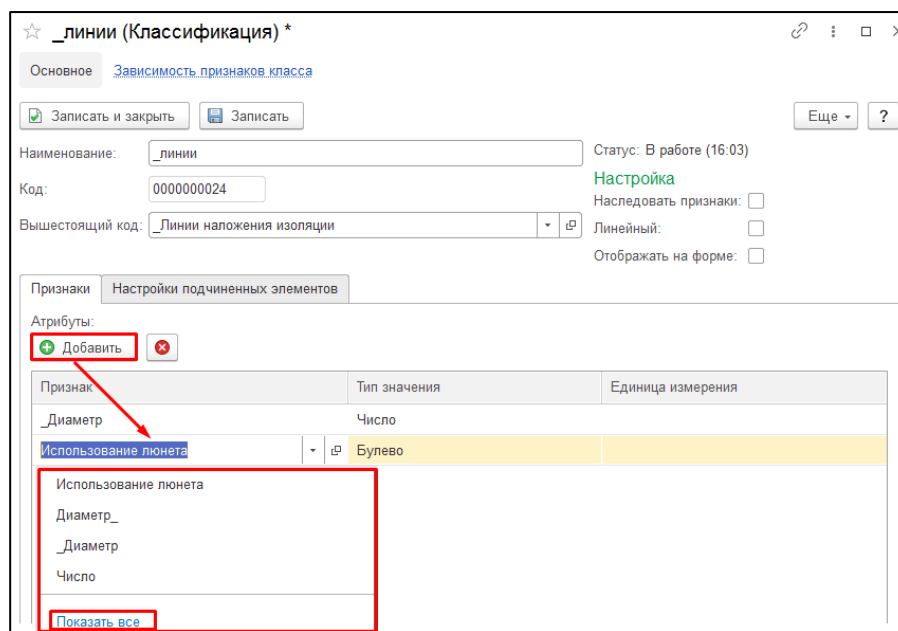 _линии (Классификация) *
Основное Зависимость признаков класса
Записать и закрыть Записать Еще ?
Наименование: _линии Статус: В работе (16:03)
Код: 0000000024 Настройка
Наследовать признаки:
Вышестоящий код: _Линии наложения изоляции Линейный:
Отображать на форме:
Признаки Настройки подчиненных элементов
Атрибуты:
Добавить
Признак Тип значения Единица измерения
_Диаметр Число
Использование люнета Булево
Использование люнета
Диаметр_
_Диаметр
Число
Показать все